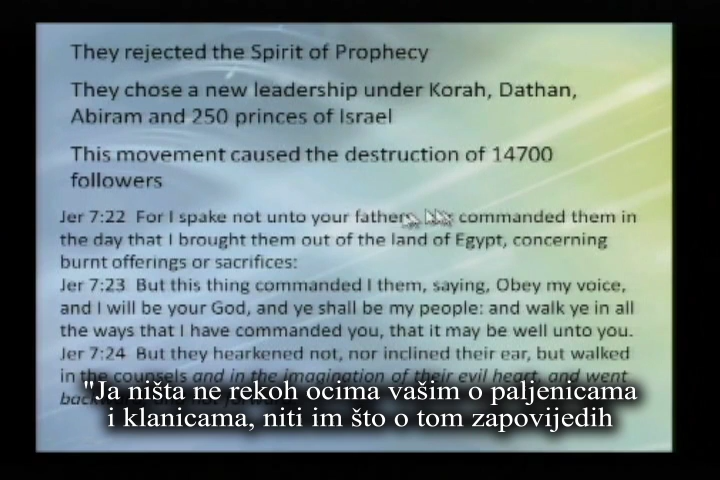 They rejected the Spirit of Prophecy
They chose a new leadership under Korah, Dathan,
Abiram and 250 princes of Israel
This movement caused the destruction of 14700
followers
Jer 7:22 For I spake not unto your fathers, commanded them in
the day that I brought them out of the land of Egypt, concerning
burnt offerings or sacrifices:
Jer 7:23 But this thing commanded I them, saying, Obey my voice,
and I will be your God, and ye shall be my people: and walk ye in all
the ways that I have commanded you, that it may be well unto you.
Jer 7:24 But they hearkened not, nor inclined their ear, but walked
in the counsels and in the imagination of their evil heart, and went
"Ja ništa ne rekoh ocima vašim o paljenicama
i klanicama, niti im što o tom zapovijedih